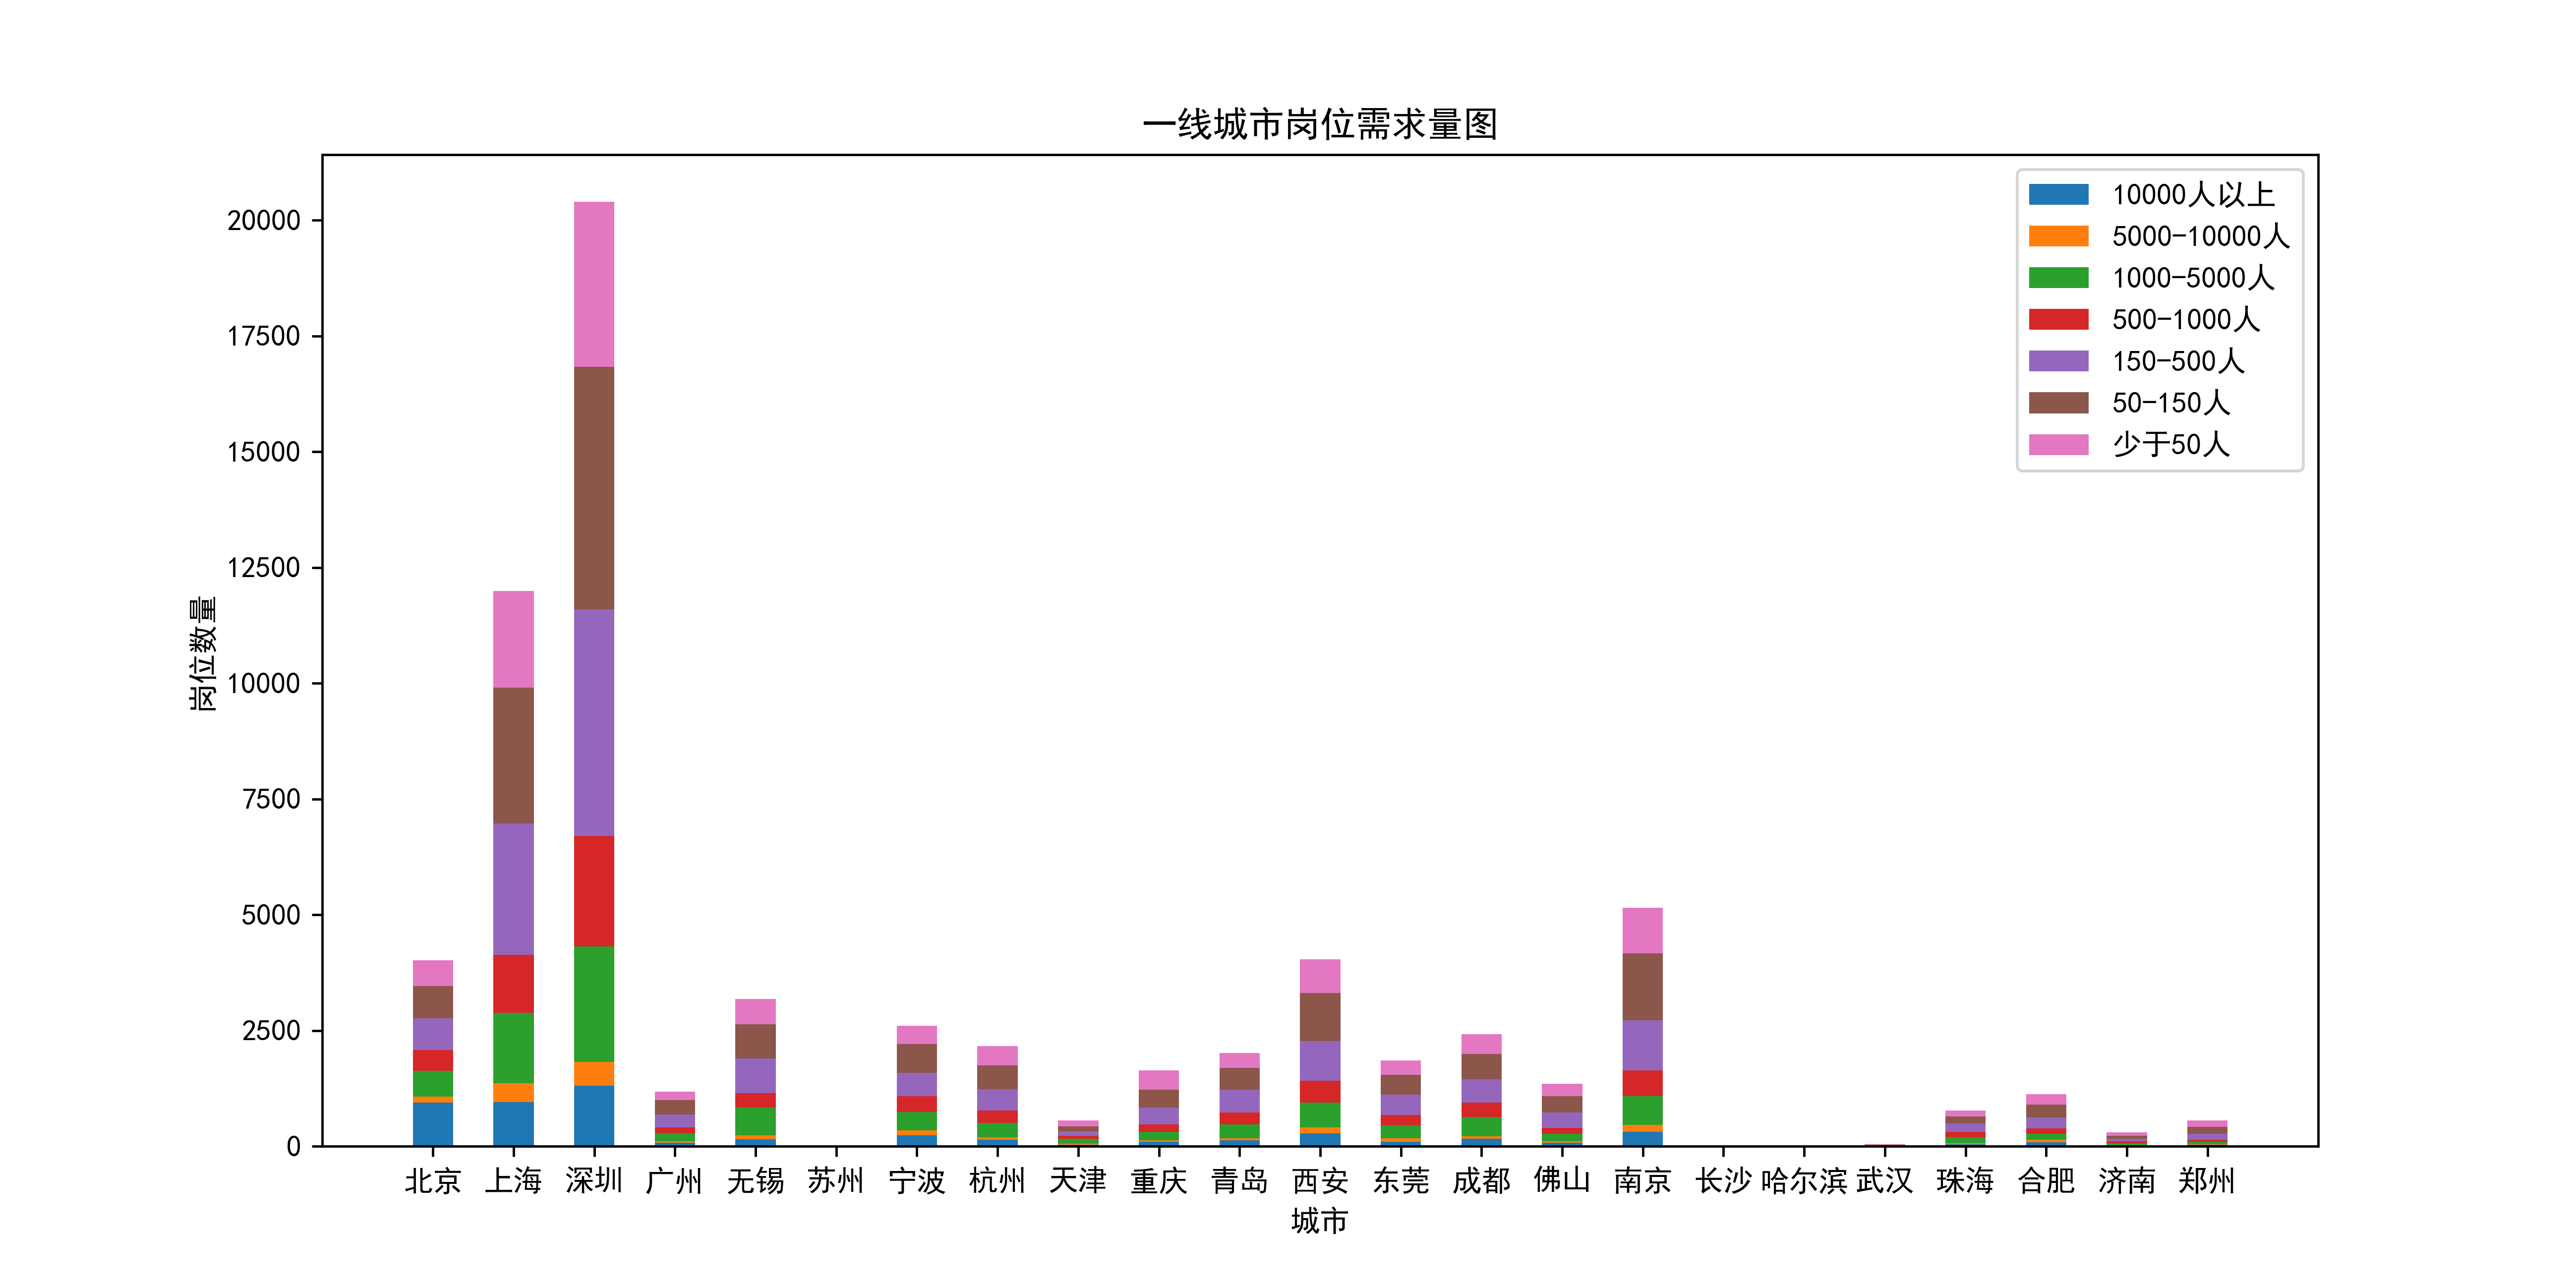 一线城市岗位需求量图
10000人以上
5000-10000人
1000-5000人
500-1000人
150-500人
50-150人
少于50人
岗位数量
20000
17500
15000
12500
10000
7500
5000
2500
0
北京 上海 深圳 广州 无锡 苏州 宁波 杭州 天津 重庆 青岛 西安 东莞 成都 佛山 南京 长沙 哈尔滨 武汉 珠海 合肥 济南 郑州
城市